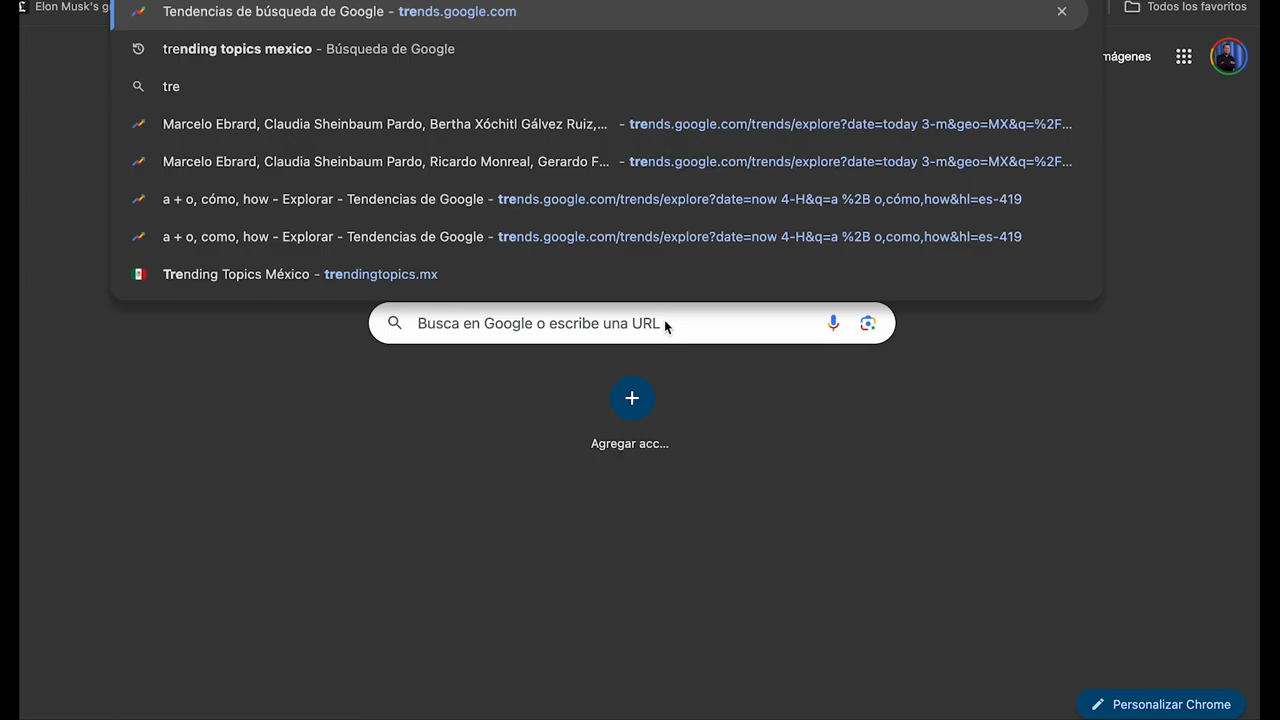 Elon Musk's g
Tendencias de búsqueda de Google - trends.google.com
Todos los favoritos
trending topics mexico - Búsqueda de Google
mágenes
tre
Marcelo Ebrard, Claudia Sheinbaum Pardo, Bertha Xóchitl Gálvez Ruiz,... - trends.google.com/trends/explore?date=today 3-m&geo=MX&q=%2F...
Marcelo Ebrard, Claudia Sheinbaum Pardo, Ricardo Monreal, Gerardo F... - trends.google.com/trends/explore?date=today 3-m&geo=MX&q=%2F...
a + o, cómo, how - Explorar - Tendencias de Google - trends.google.com/trends/explore?date=now 4-H&q=a %2B o,cómo,how&hl=es-419
a + o, como, how - Explorar - Tendencias de Google - trends.google.com/trends/explore?date=now 4-H&q=a %2B o,como,how&hl=es-419
Trending Topics México - trendingtopics.mx
Busca en Google o escribe una URL
Agregar acc...
Personalizar Chrome